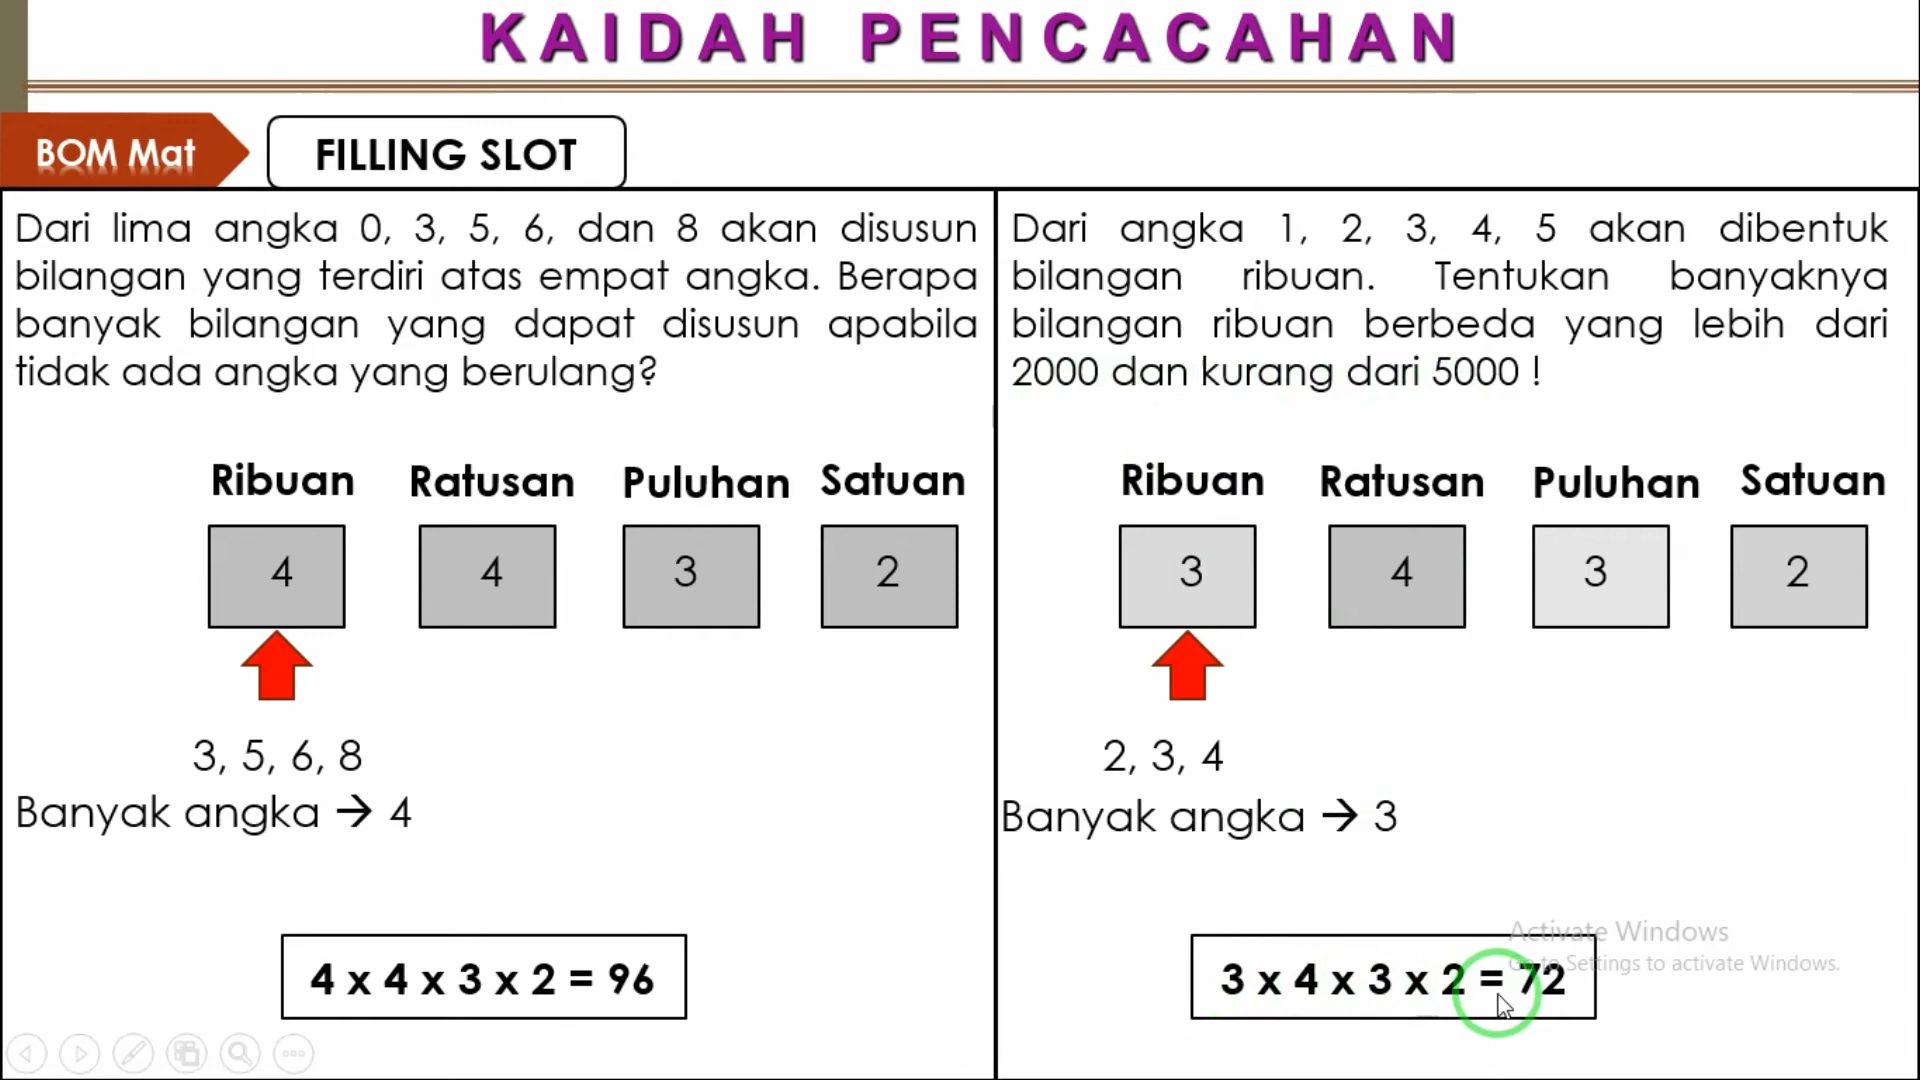 KAIDAH PENCACAHAN
BOM Mat
FILLING SLOT
Dari lima angka 0, 3, 5, 6, dan 8 akan disusun
bilangan yang terdiri atas empat angka. Berapa
banyak bilangan yang dapat disusun apabila
tidak ada angka yang berulang?
Ribuan Ratusan Puluhan Satuan
4 4 3 2
3, 5, 6, 8
Banyak angka → 4
4 x 4 x 3 x 2 = 96
Dari angka 1, 2, 3, 4, 5 akan dibentuk
bilangan ribuan. Tentukan banyaknya
bilangan ribuan berbeda yang lebih dari
2000 dan kurang dari 5000 !
Ribuan Ratusan Puluhan Satuan
3 4 3 2
2, 3, 4
Banyak angka → 3
3 x 4 x 3 x 2 = 72
Activate Windows
Go to Settings to activate Windows.